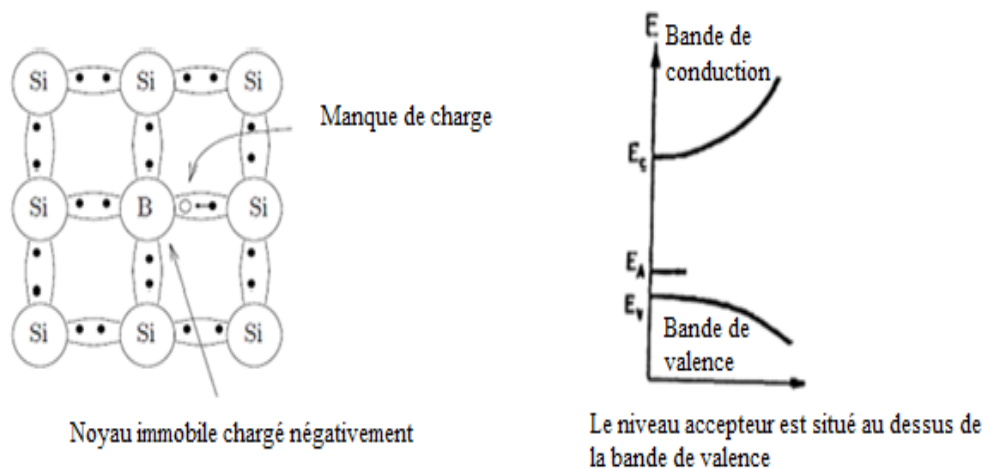 Si
Si
Si
Manque de charge
Si
B
Si
Si
Si
Si
Noyau immobile chargé négativement
E
Bande de
conduction
Ec
EA
Ev
Bande de
valence
Le niveau accepteur est situé au dessus de
la bande de valence